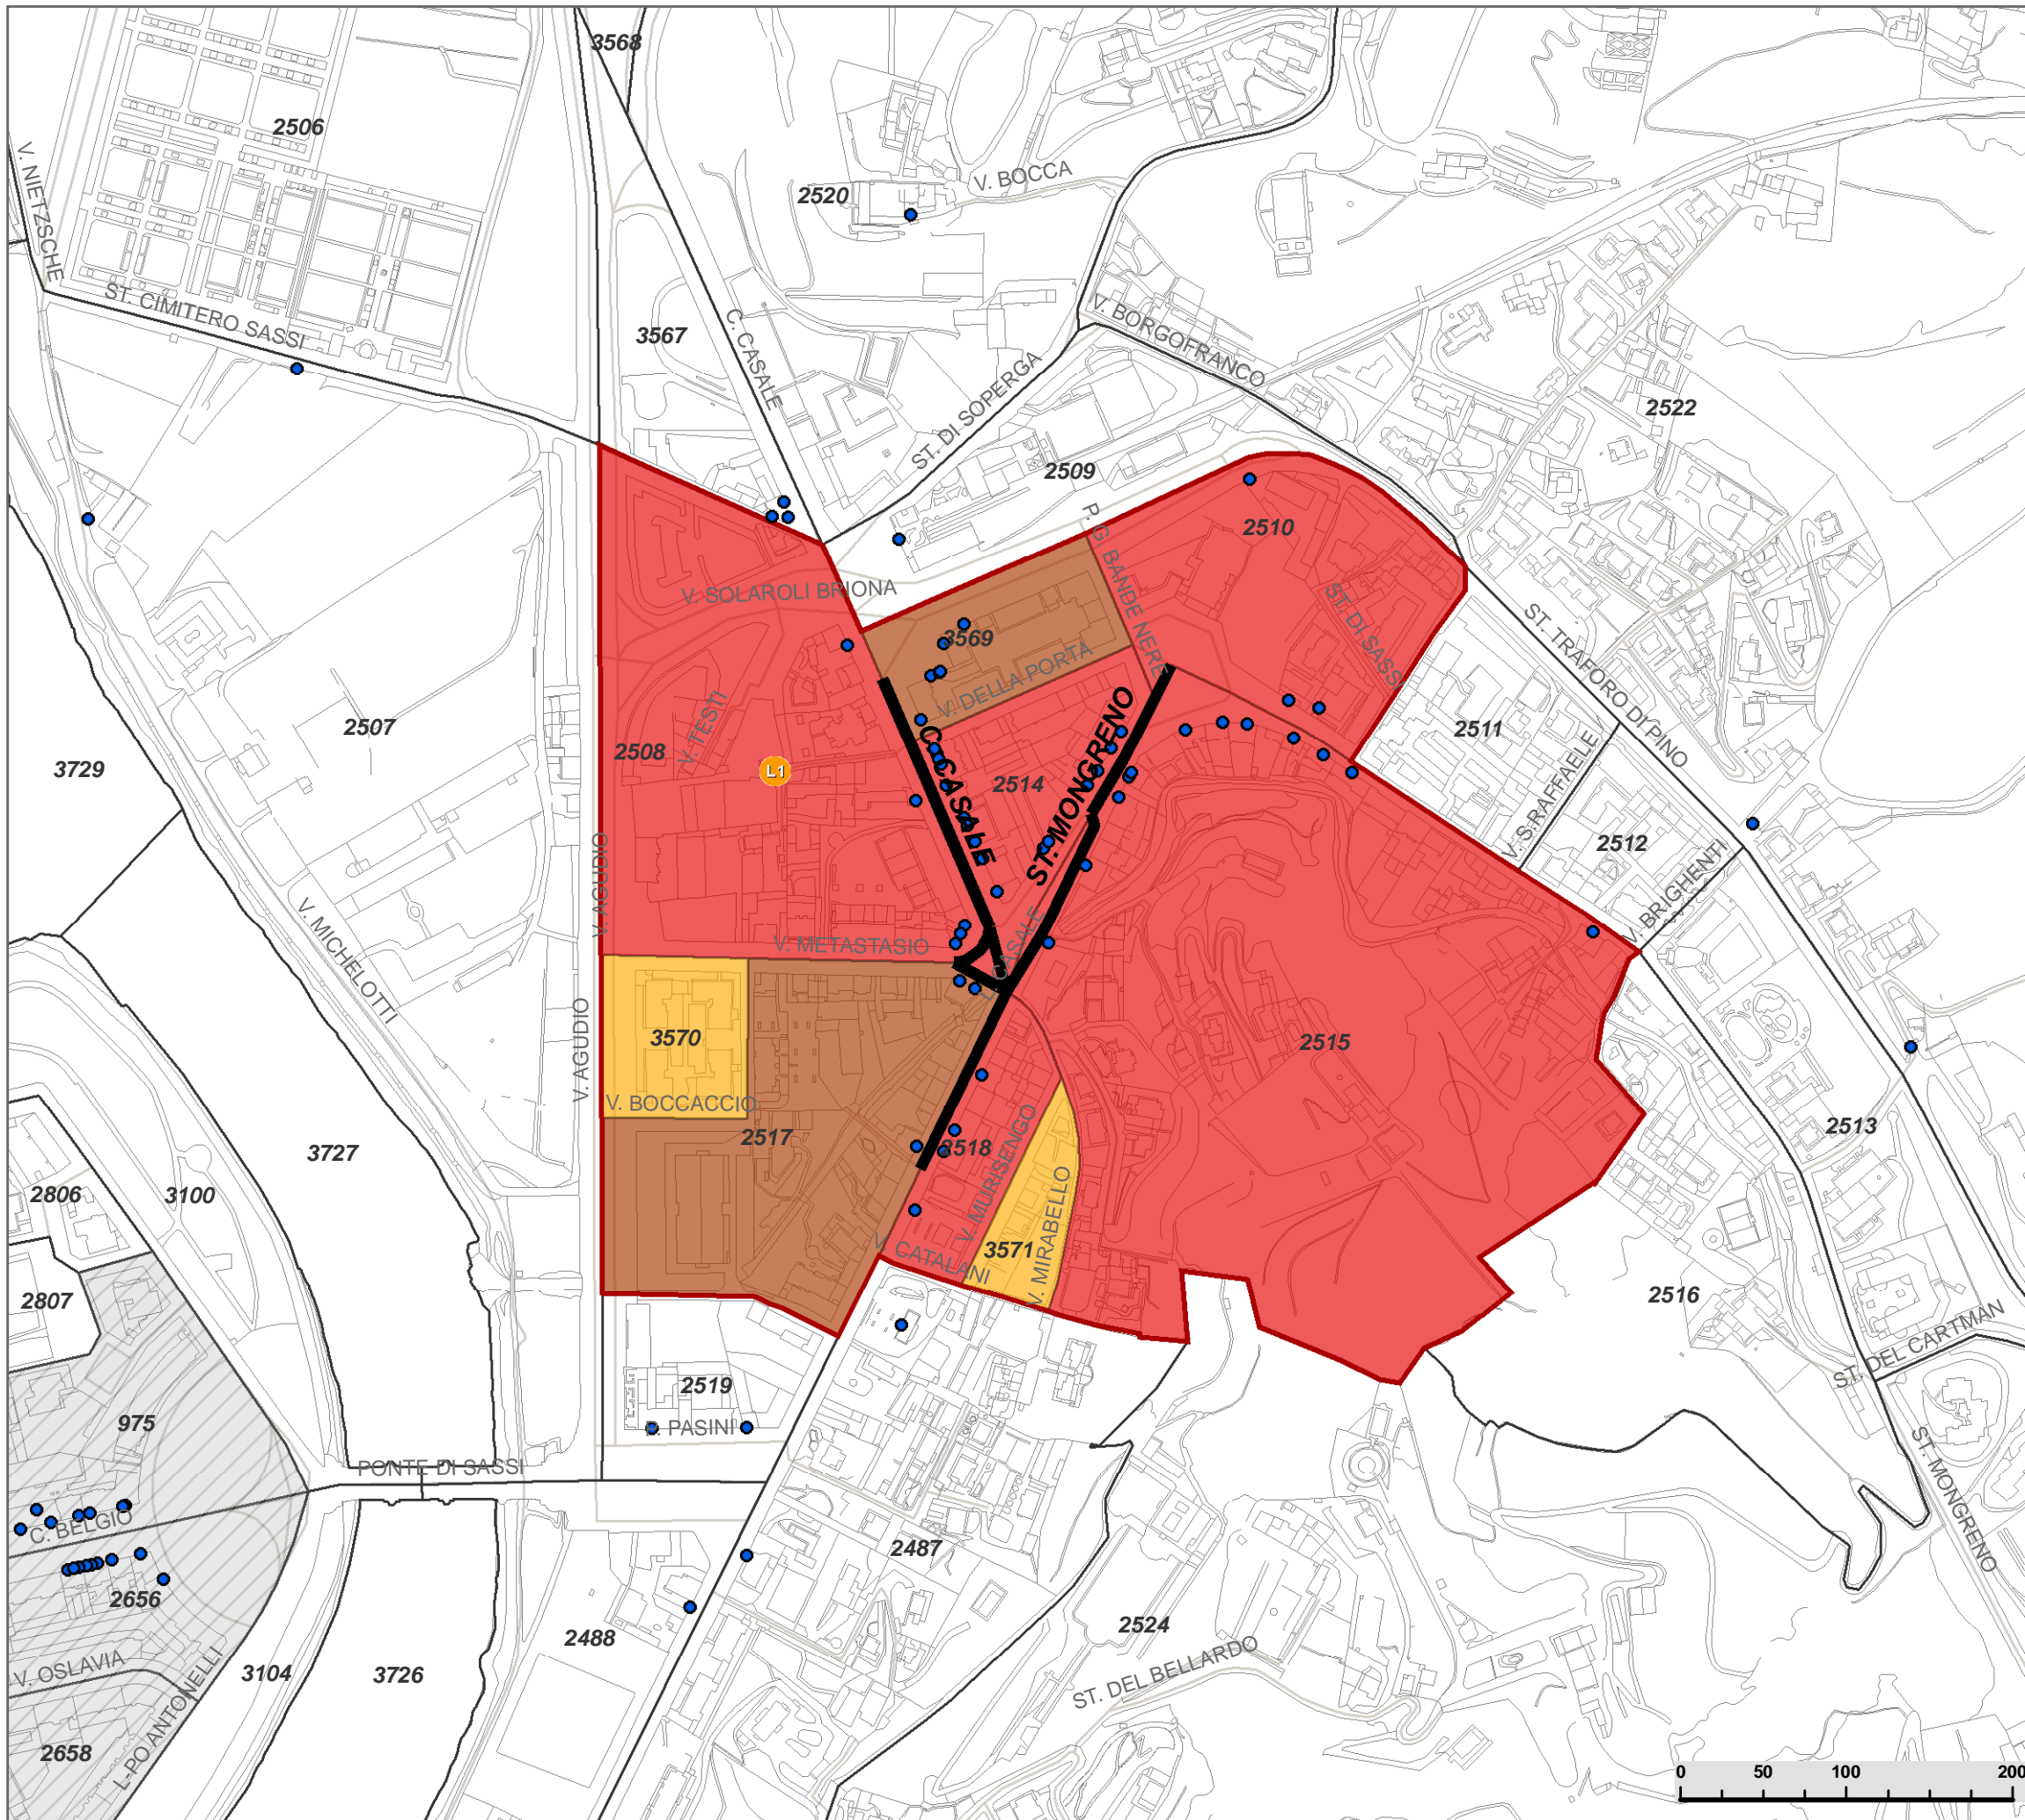 3568
2506
V. NIETZSCHE
2520
V. BOCCA
ST. CIMITERO SASSI
3567
C. CASALE
V. BORGOFRANCO
ST. DI SOPERGA
2522
2509
2510
P. G. BANDE NERE
V. SOLAROLI BRIONA
ST. DI SASSI
3569
ST. TRAFORO DI PINO
V. DELLA PORTA
2507
2508
V. TESTI
2511
3729
L1
C. CASALE
2514
ST. MONGRENO
V. S.RAFFAELE
2512
V. BRIGHENTI
V. AGUDIO
V. MICHELOTTI
V. METASTASIO
CASALE
3570
V. AGUDIO
2515
V. BOCCACCIO
2517
2518
2513
3727
V. MURISENGO
2806
3100
V. MIRABELLO
3571
V. CATALANI
2807
2516
ST. DEL CARTMAN
2519
975
P. PASINI
PONTE DI SASSI
ST. MONGRENO
C. BELGIO
2487
2656
2488
2524
V. OSLAVIA
3104
3726
ST. DEL BELLARDO
L-PO ANTONELLI
2658
0 50 100 200